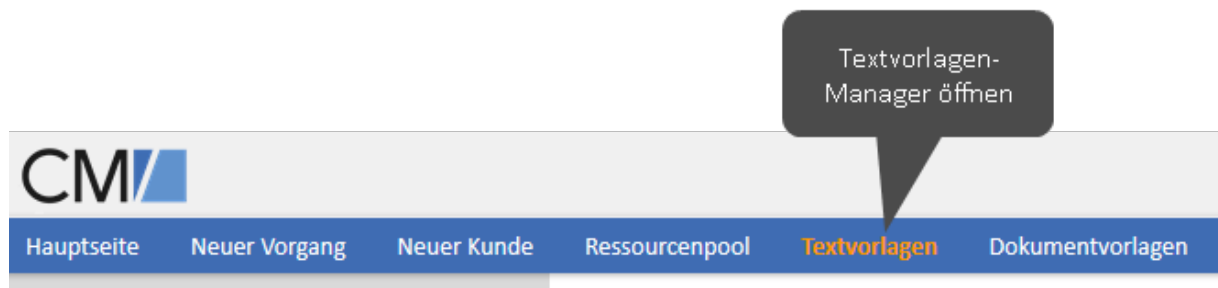 Textvorlagen-
Manager öffnen
CM/
Hauptseite Neuer Vorgang Neuer Kunde Ressourcenpool Textvorlagen Dokumentvorlagen